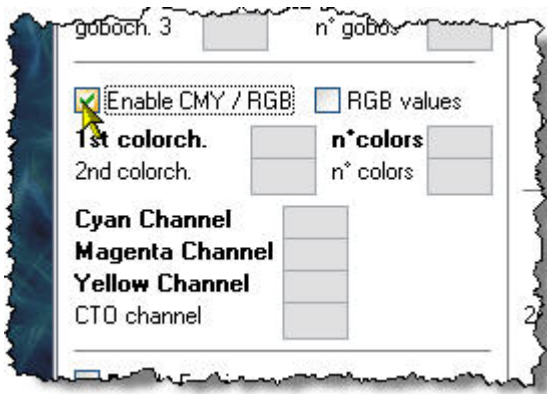 goboch. 3 n° gobos
Enable CMY / RGB RGB values
1st colorch. n°colors
2nd colorch. n° colors
Cyan Channel
Magenta Channel
Yellow Channel
CTO channel
2